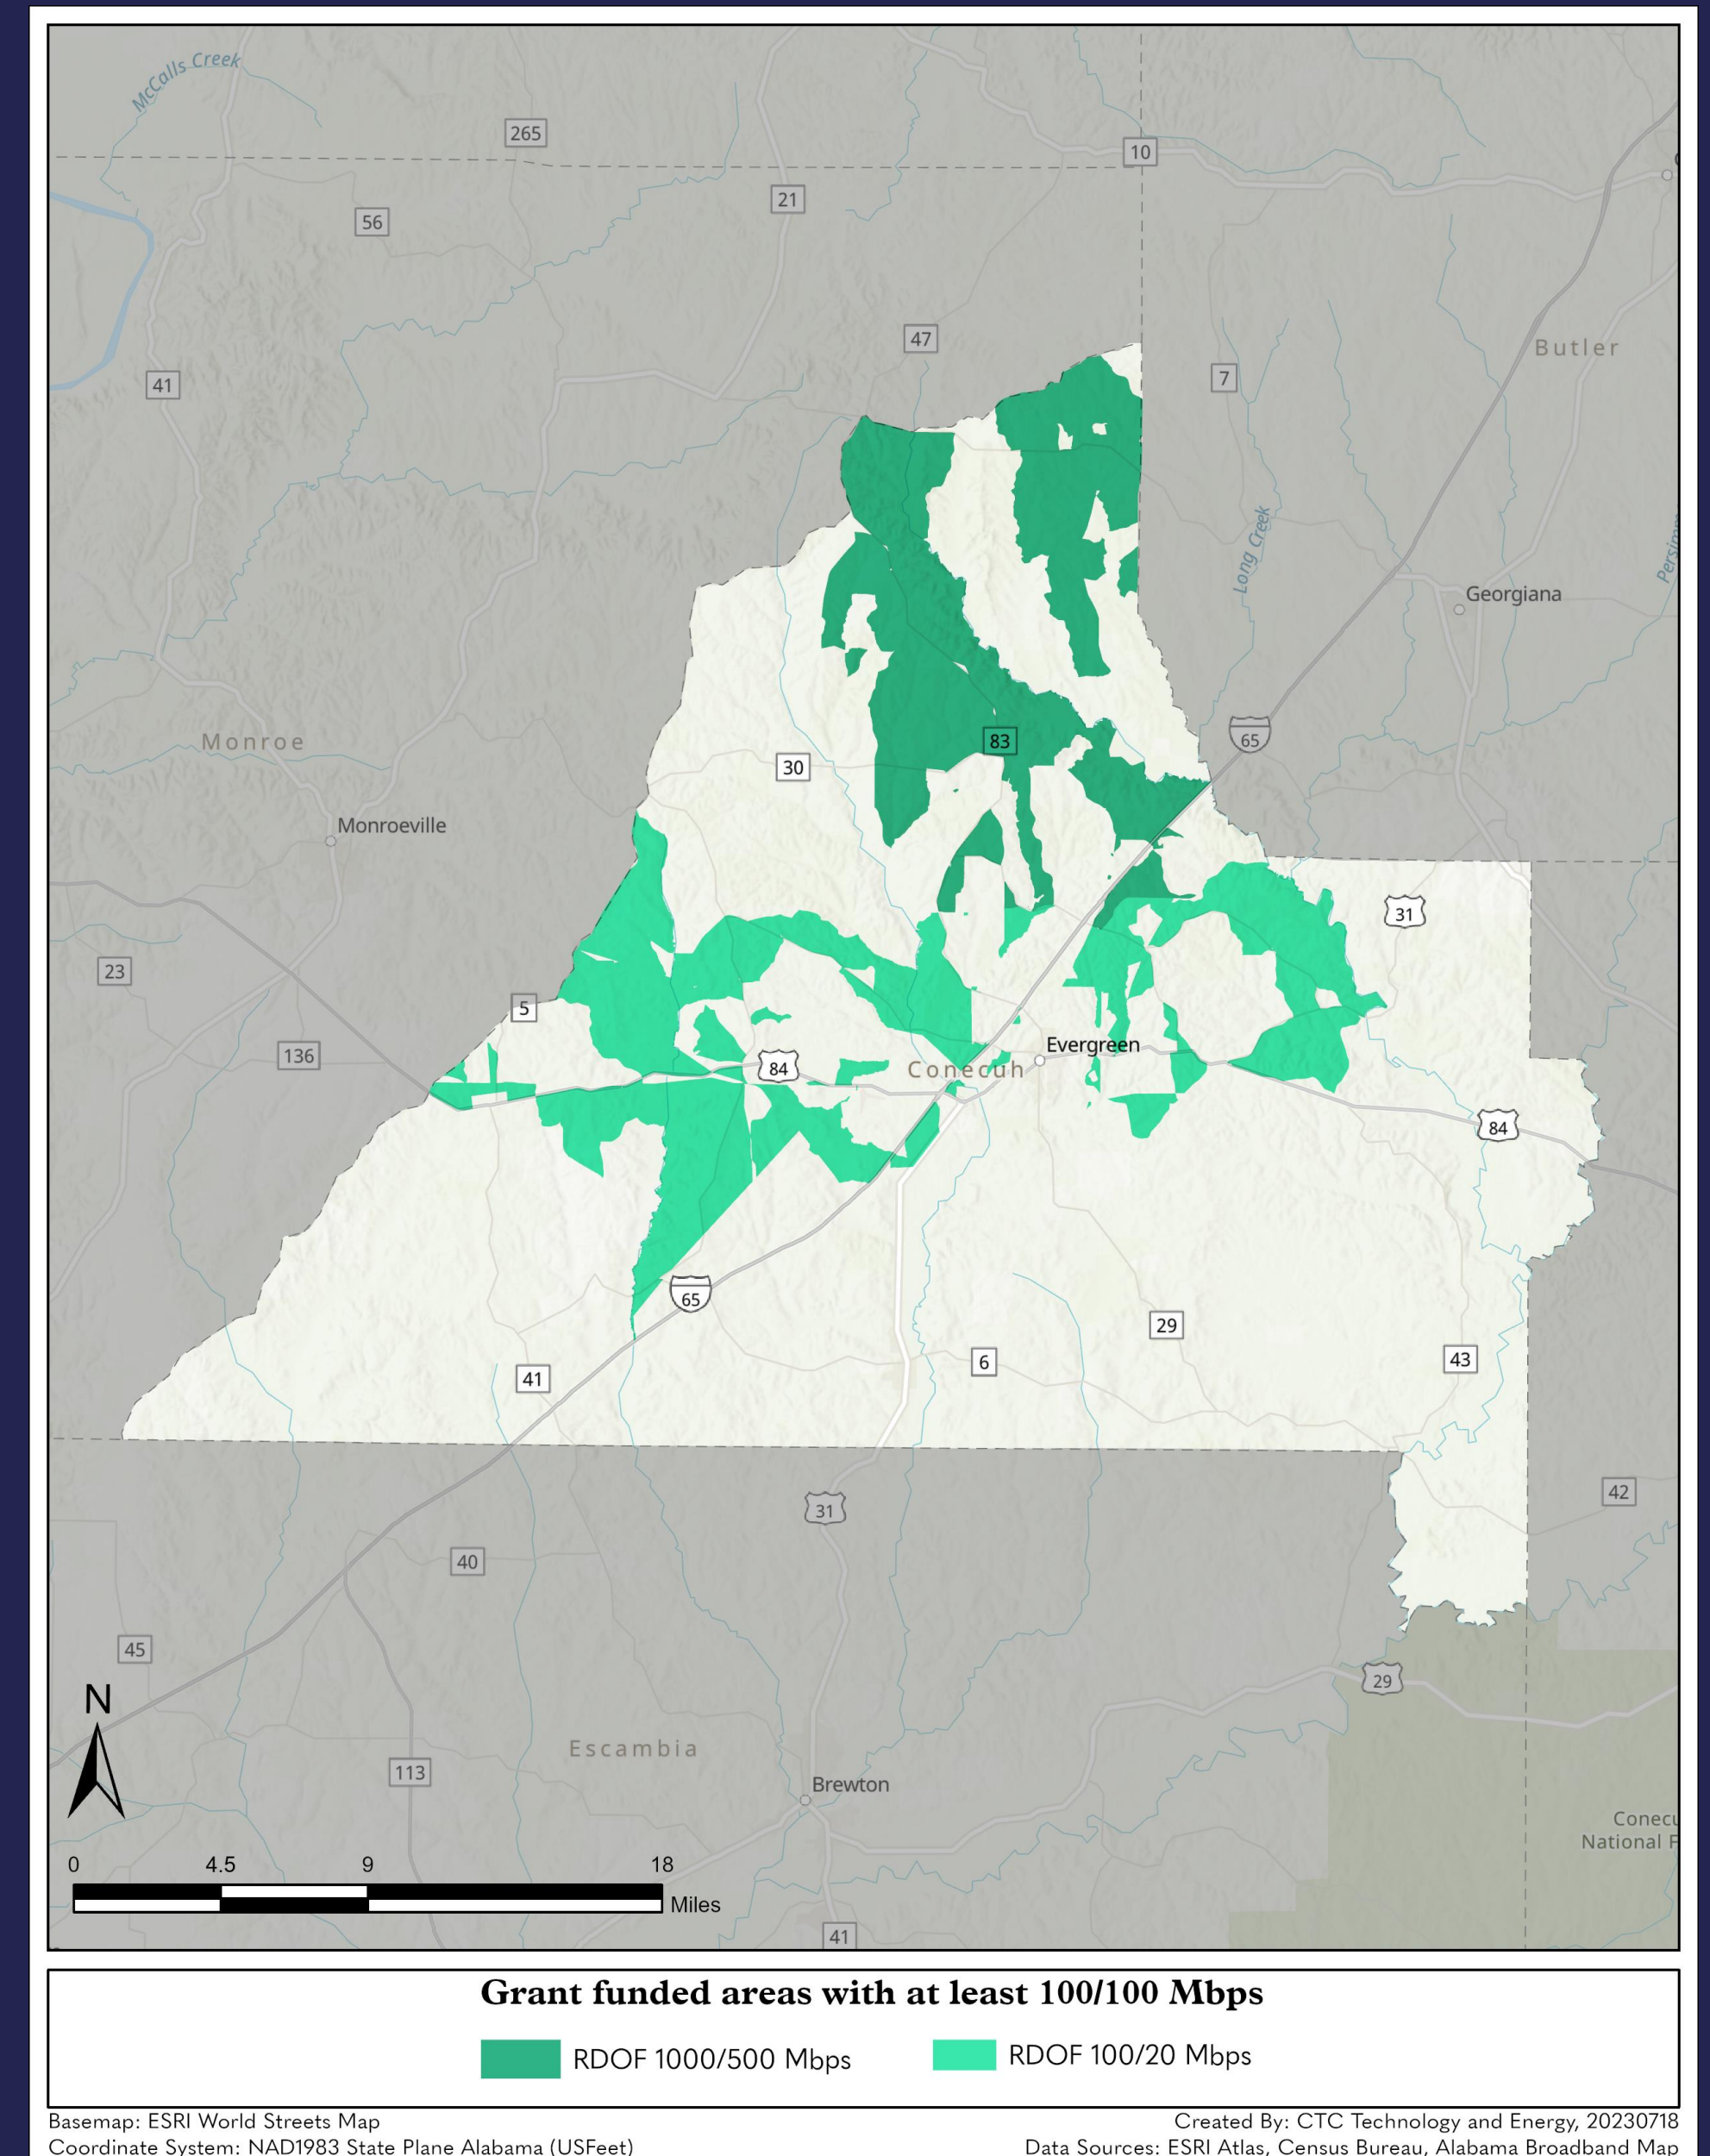 McCalls Creek
265
10
21
56
47
Butler
41
7
Long Creek
Georgiana
83
65
30
Monroe
Monroeville
31
23
5
136
Evergreen
84
Conecuh
84
65
29
6
43
41
31
42
40
45
29
N
Escambia
113
Brewton
National F
0 4.5 9 18
Miles
41
Grant funded areas with at least 100/100 Mbps
RDOF 1000/500 Mbps
RDOF 100/20 Mbps
Basemap: ESRI World Streets Map
Created By: CTC Technology and Energy, 20230718
Coordinate System: NAD1983 State Plane Alabama (USFeet)
Data Sources: ESRI Atlas, Census Bureau, Alabama Broadband Map